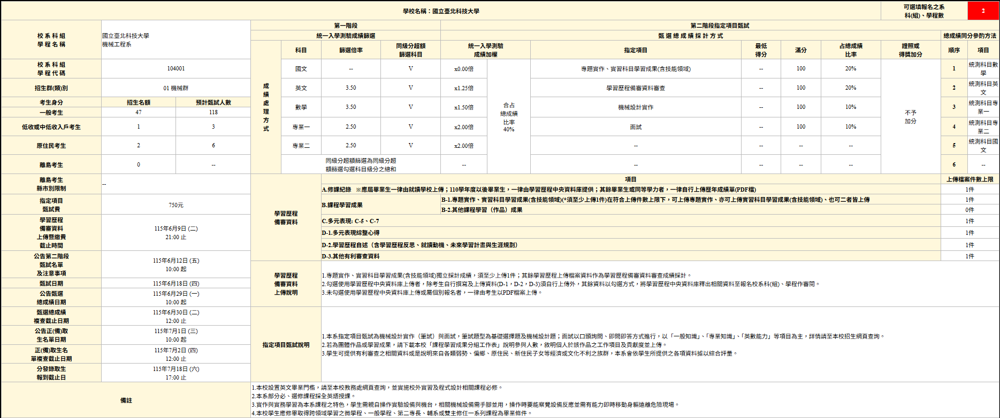 學校名稱：國立臺北科技大學
可選填報名之系
科(組)、學程數
2
校 系 科 組
學 程 名 稱
國立臺北科技大學
機械工程系
第一階段
第二階段指定項目甄試
統一入學測驗成績篩選
甄 選 總 成 績 採 計 方 式
總成績同分參酌方法
成
績
處
理
方
式
科目
篩選倍率
同級分超額
篩選科目
統一入學測驗
成績加權
指定項目
最低
得分
滿分
占總成績
比率
證照或
得獎加分
順序
項目
校 系 科 組
學 程 代 碼
104001
國文
--
V
x0.00倍
合占
總成績
比率
40%
專題實作、實習科目學習成果(含技能領域)
--
100
20%
不予
加分
1
統測科目數
學
招生群(類)別
01 機械群
英文
3.50
V
x1.25倍
學習歷程備審資料審查
--
100
20%
2
統測科目英
文
考生身分
招生名額
預計甄試人數
一般考生
47
118
數學
3.50
V
x1.50倍
機械設計實作
--
100
10%
3
統測科目專
業一
低收或中低收入戶考生
1
3
專業一
2.50
V
x2.00倍
面試
--
100
10%
4
統測科目專
業二
原住民考生
2
6
專業二
2.50
V
x2.00倍
--
--
--
--
5
統測科目國
文
離島考生
0
--
同級分超額篩選為同級分超
額篩選勾選科目級分之總和
--
--
--
--
--
6
--
離島考生
縣市別限制
--
學習歷程
備審資料
項目
上傳檔案件數上限
A.修課紀錄 ※應屆畢業生一律由就讀學校上傳；110學年度以後畢業生，一律由學習歷程中央資料庫提供；其餘畢業生或同等學力者，一律自行上傳歷年成績單(PDF檔)
1件
指定項目
甄試費
750元
B.課程學習成果
B-1.專題實作、實習科目學習成果(含技能領域)(*須至少上傳1件)在符合上傳件數上限下，可上傳專題實作、亦可上傳實習科目學習成果(含技能領域)、也可二者皆上傳
1件
B-2.其他課程學習（作品）成果
0件
學習歷程
備審資料
上傳暨繳費
截止時間
115年6月9日 (二)
21:00 止
C.多元表現: C-5、C-7
1件
D-1.多元表現綜整心得
1件
D-2.學習歷程自述（含學習歷程反思、就讀動機、未來學習計畫與生涯規劃）
1件
D-3.其他有利審查資料
1件
公告第二階段
甄試名單
及注意事項
115年6月12日 (五)
10:00 起
學習歷程
備審資料
上傳說明
1.專題實作、實習科目學習成果(含技能領域)獨立採計成績，須至少上傳1件；其餘學習歷程上傳檔案資料作為學習歷程備審資料審查成績採計。
2.勾選使用學習歷程中央資料庫上傳者，除考生自行撰寫及上傳資料(D-1，D-2，D-3)須自行上傳外，其餘資料以勾選方式，將學習歷程中央資料庫釋出相關資料至報名校系科(組)、學程作審閱。
3.未勾選使用學習歷程中央資料庫上傳或屬個別報名者，一律由考生以PDF檔案上傳。
甄試日期
115年6月18日 (四)
公告甄選
總成績日期
115年6月29日 (一)
10:00 起
甄選總成績
複查截止日期
115年6月30日 (二)
12:00 止
指定項目甄試說明
1.本系指定項目甄試為機械設計實作（筆試）與面試，筆試題型為基礎選擇題及機械設計題；面試以口頭詢問、即問即答方式進行，以「一般知識」、「專業知識」、「英數能力」等項目為主，詳情請至本校招生網頁查詢。
2.若為團體作品或學習成果，請下載本校「課程學習成果分組工作表」說明參與人數，敘明個人於該作品之工作項目及貢獻度並上傳。
3.學生可提供有利審查之相關資料或是說明來自各類弱勢、偏鄉、原住民、新住民子女等經濟或文化不利之族群，本系會依學生所提供之各項資料據以綜合評量。
公告正(備)取
生名單日期
115年7月1日 (三)
10:00 起
正(備)取生名
單複查截止日期
115年7月2日 (四)
12:00 止
分發錄取生
報到截止日
115年7月18日 (六)
17:00 止
備註
1.本校設置英文畢業門檻，請至本校教務處網頁查詢，並實施校外實習及程式設計相關課程必修。
2.本系部分必、選修課程採全英語授課。
3.實作與實務學習為本系課程之特色，學生需親自操作實驗設備與機台，相關機械設備需手腳並用，操作時要能察覺設備反應並需有能力即時移動身軀遠離危險現場。
4.本校學生應修畢取得跨領域學習之微學程、一般學程、第二專長、輔系或雙主修任一系列課程為畢業條件。